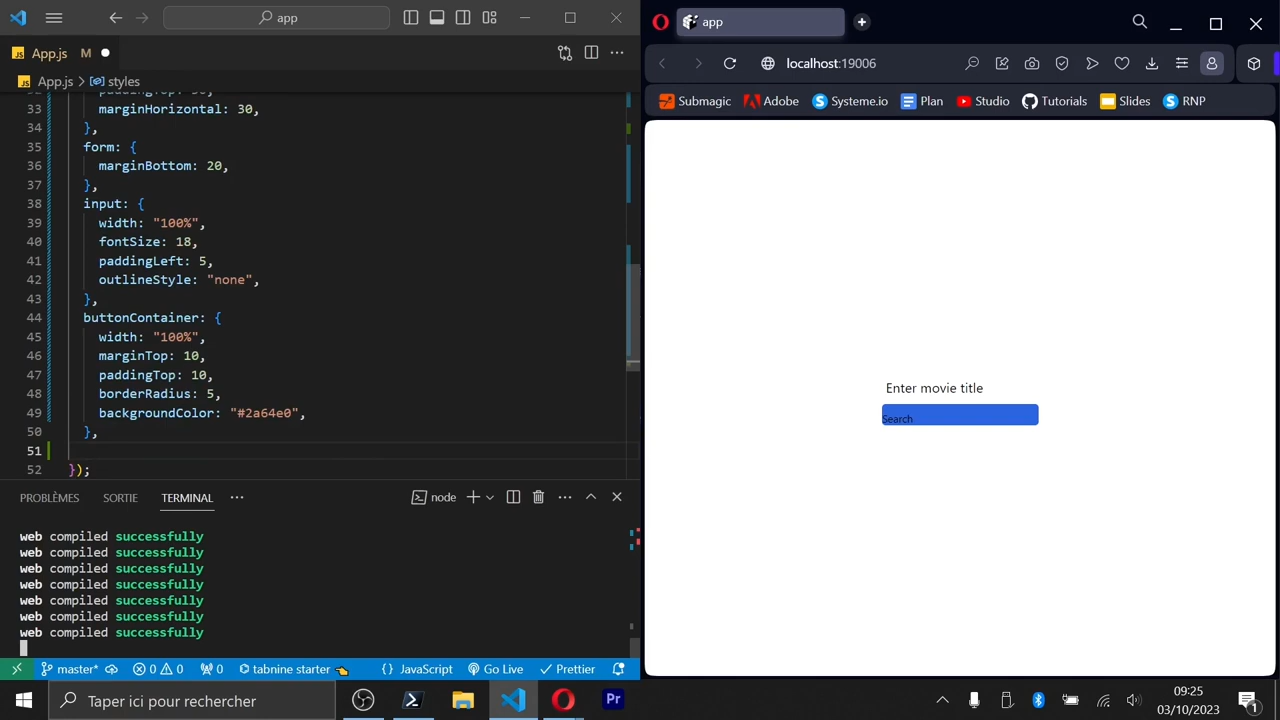 app
App.js M
App.js > styles
33 marginHorizontal: 30,
34 },
35 form: {
36 marginBottom: 20,
37 },
38 input: {
39 width: "100%",
40 fontSize: 18,
41 paddingLeft: 5,
42 outlineStyle: "none",
43 },
44 buttonContainer: {
45 width: "100%",
46 marginTop: 10,
47 paddingTop: 10,
48 borderRadius: 5,
49 backgroundColor: "#2a64e0",
50 },
51
52 });
PROBLÈMES SORTIE TERMINAL node
web compiled successfully
web compiled successfully
web compiled successfully
web compiled successfully
web compiled successfully
web compiled successfully
web compiled successfully
master* 0 0 0 tabnine starter { } JavaScript Go Live Prettier
app
localhost:19006
Submagic Adobe Systeme.io Plan Studio Tutorials Slides RNP
Enter movie title
Search
Taper ici pour rechercher
Pr
09:25
03/10/2023
1